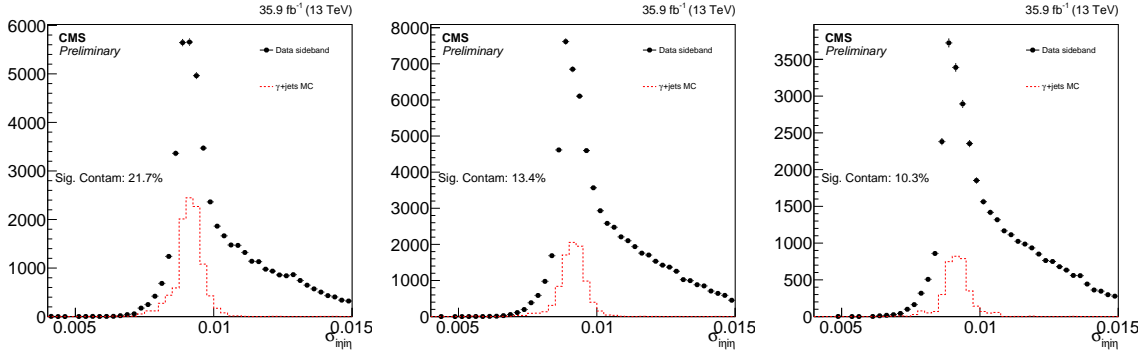 35.9 fb⁻¹ (13 TeV)
CMS
Preliminary
Data sideband
γ+jets MC
Sig. Contam: 21.7%
6000
5000
4000
3000
2000
1000
0
0.005
0.01
0.015
σiηiη
35.9 fb⁻¹ (13 TeV)
CMS
Preliminary
Data sideband
γ+jets MC
Sig. Contam: 13.4%
8000
7000
6000
5000
4000
3000
2000
1000
0
0.005
0.01
0.015
σiηiη
35.9 fb⁻¹ (13 TeV)
CMS
Preliminary
Data sideband
γ+jets MC
Sig. Contam: 10.3%
3500
3000
2500
2000
1500
1000
500
0
0.005
0.01
0.015
σiηiη